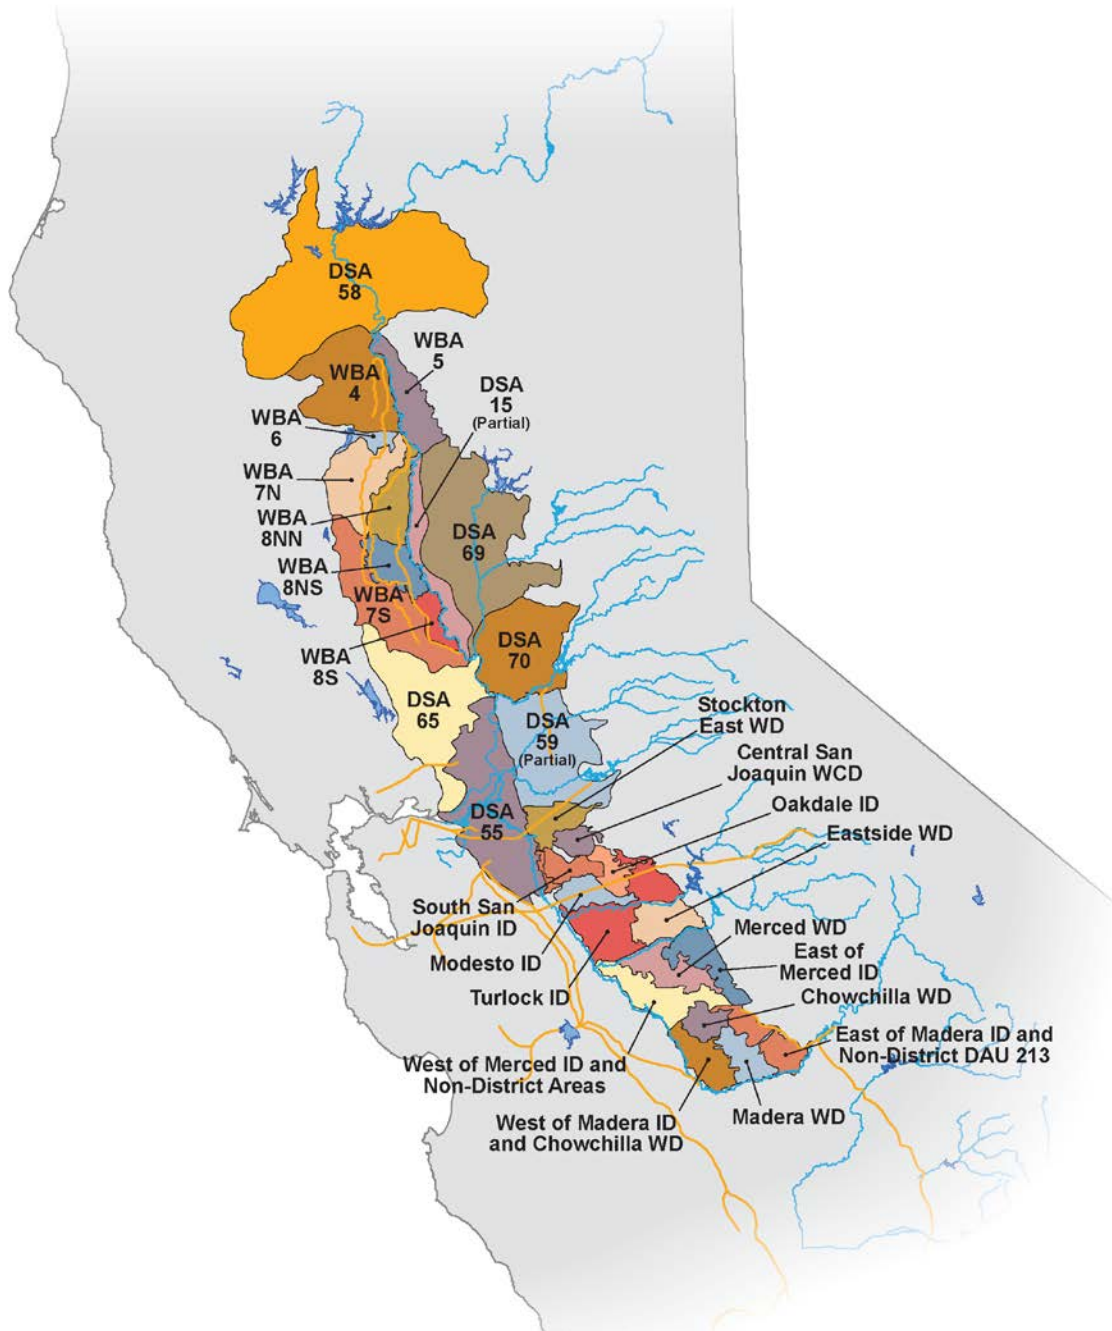 DSA
58
WBA
5
WBA
4
DSA
15
(Partial)
WBA
6
WBA
7N
WBA
8NN
DSA
69
WBA
8NS
WBA
7S
DSA
70
WBA
8S
DSA
65
DSA
59
(Partial)
Stockton
East WD
Central San
Joaquin WCD
Oakdale ID
DSA
55
Eastside WD
South San
Joaquin ID
Merced WD
Modesto ID
East of
Merced ID
Turlock ID
Chowchilla WD
East of Madera ID and
Non-District DAU 213
West of Merced ID and
Non-District Areas
Madera WD
West of Madera ID
and Chowchilla WD